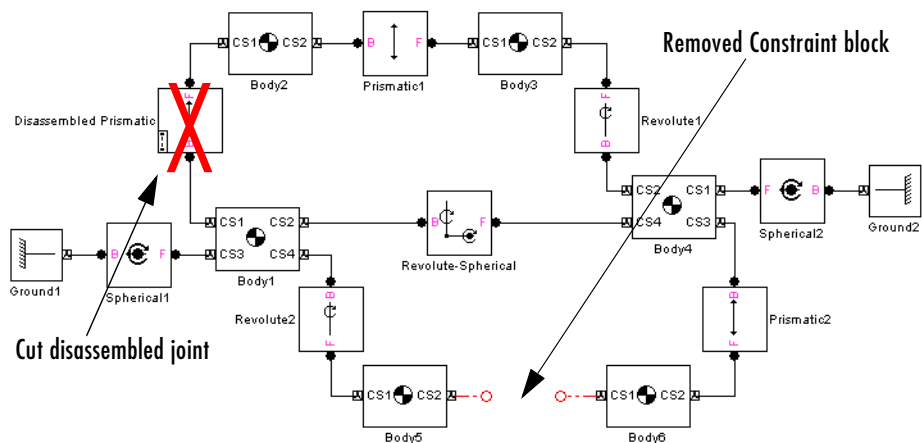 Removed Constraint block
CS1 CS2
Body2
B F
Prismatic1
CS1 CS2
Body3
F
B
Disassembled Prismatic
F
B
Revolute1
CS1 CS2
CS3 CS4
Body1
B F
Revolute-Spherical
CS2 CS1
CS4 CS3
Body4
F B
Spherical2
Ground2
Ground1
B F
Spherical1
Cut disassembled joint
B
F
Revolute2
B
F
Prismatic2
CS1 CS2
Body5
CS1 CS2
Body6